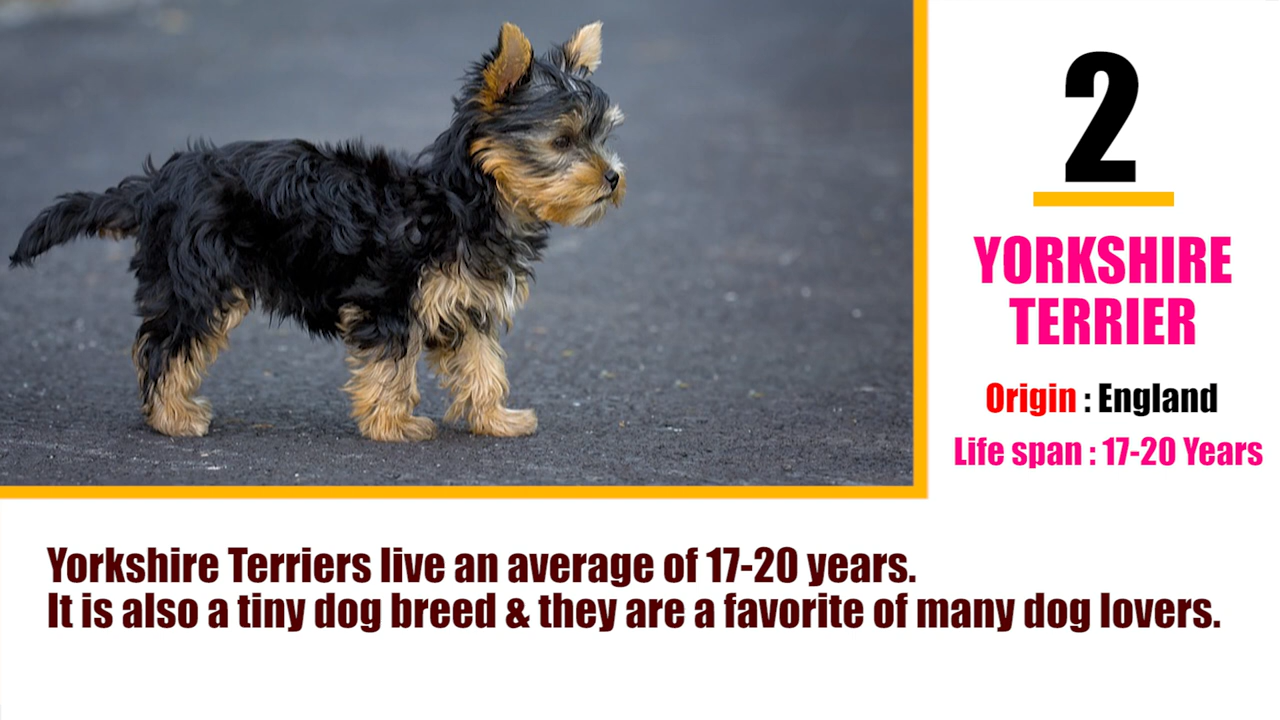 2
YORKSHIRE
TERRIER
Origin : England
Life span : 17-20 Years
Yorkshire Terriers live an average of 17-20 years.
It is also a tiny dog breed & they are a favorite of many dog lovers.